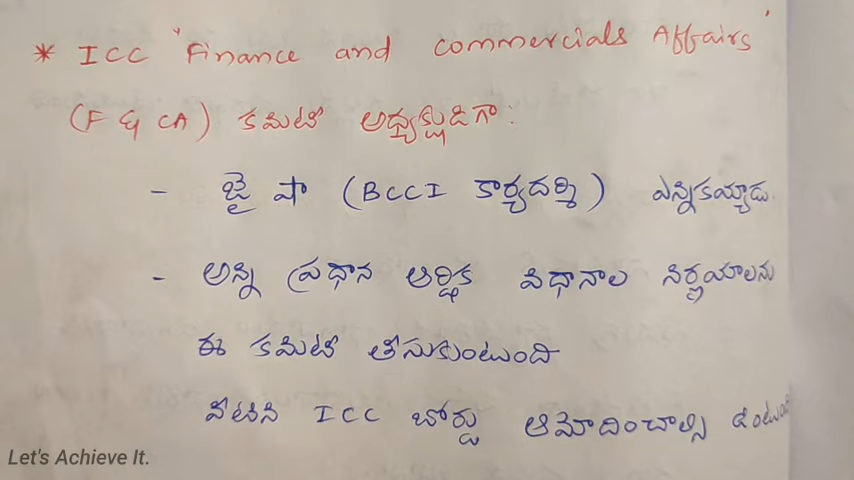 * ICC "Finance and commercials Affairs"
(F & CA) కమిటీ అధ్యక్షుడిగా :
- జై షా (BCCI కార్యదర్శి) ఎన్నికయ్యాడు.
- అన్ని ప్రధాన ఆర్థిక విధానాల నిర్ణయాలను
ఈ కమిటీ తీసుకుంటుంది
వీటిని ICC బోర్డు ఆమోదించాల్సి ఉంటుంది
Let's Achieve It.